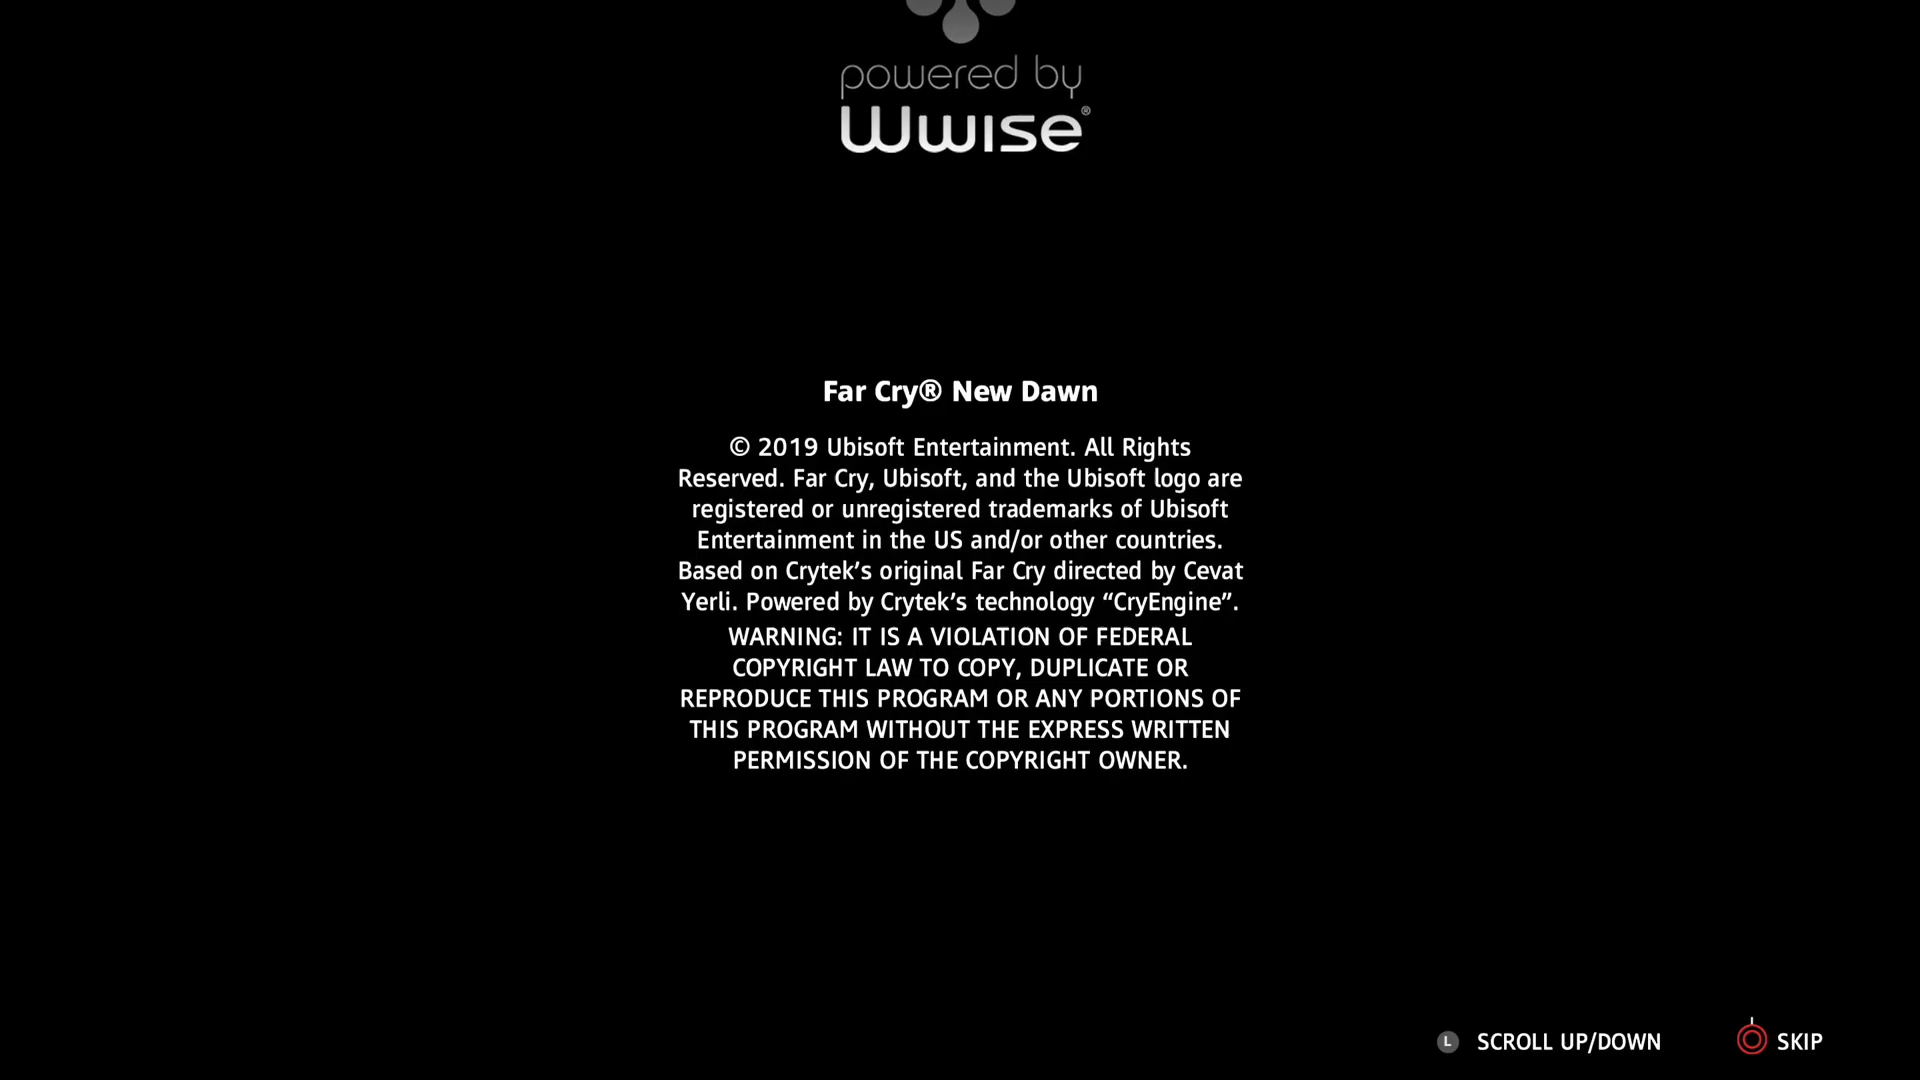 powered by
Wwise®
Far Cry® New Dawn
© 2019 Ubisoft Entertainment. All Rights
Reserved. Far Cry, Ubisoft, and the Ubisoft logo are
registered or unregistered trademarks of Ubisoft
Entertainment in the US and/or other countries.
Based on Crytek’s original Far Cry directed by Cevat
Yerli. Powered by Crytek’s technology “CryEngine”.
WARNING: IT IS A VIOLATION OF FEDERAL
COPYRIGHT LAW TO COPY, DUPLICATE OR
REPRODUCE THIS PROGRAM OR ANY PORTIONS OF
THIS PROGRAM WITHOUT THE EXPRESS WRITTEN
PERMISSION OF THE COPYRIGHT OWNER.
L SCROLL UP/DOWN SKIP